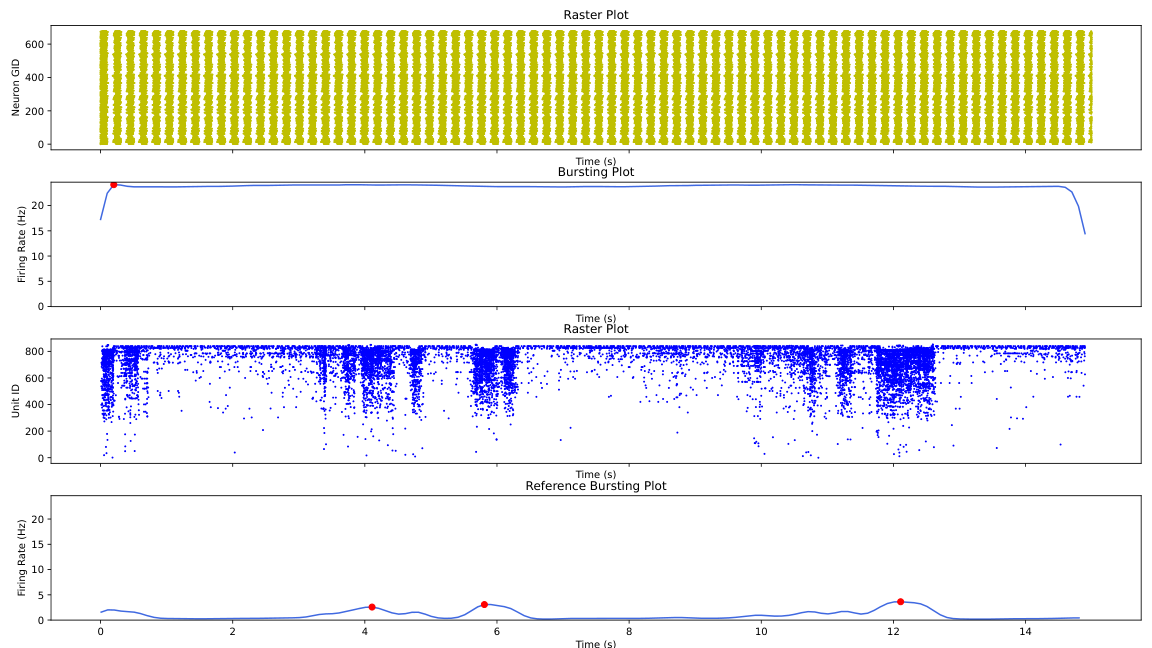 Raster Plot
Neuron GID
600
400
200
0
Time (s)
Bursting Plot
Firing Rate (Hz)
20
15
10
5
0
Time (s)
Raster Plot
Unit ID
800
600
400
200
0
Time (s)
Reference Bursting Plot
Firing Rate (Hz)
20
15
10
5
0
0 2 4 6 8 10 12 14
Time (s)